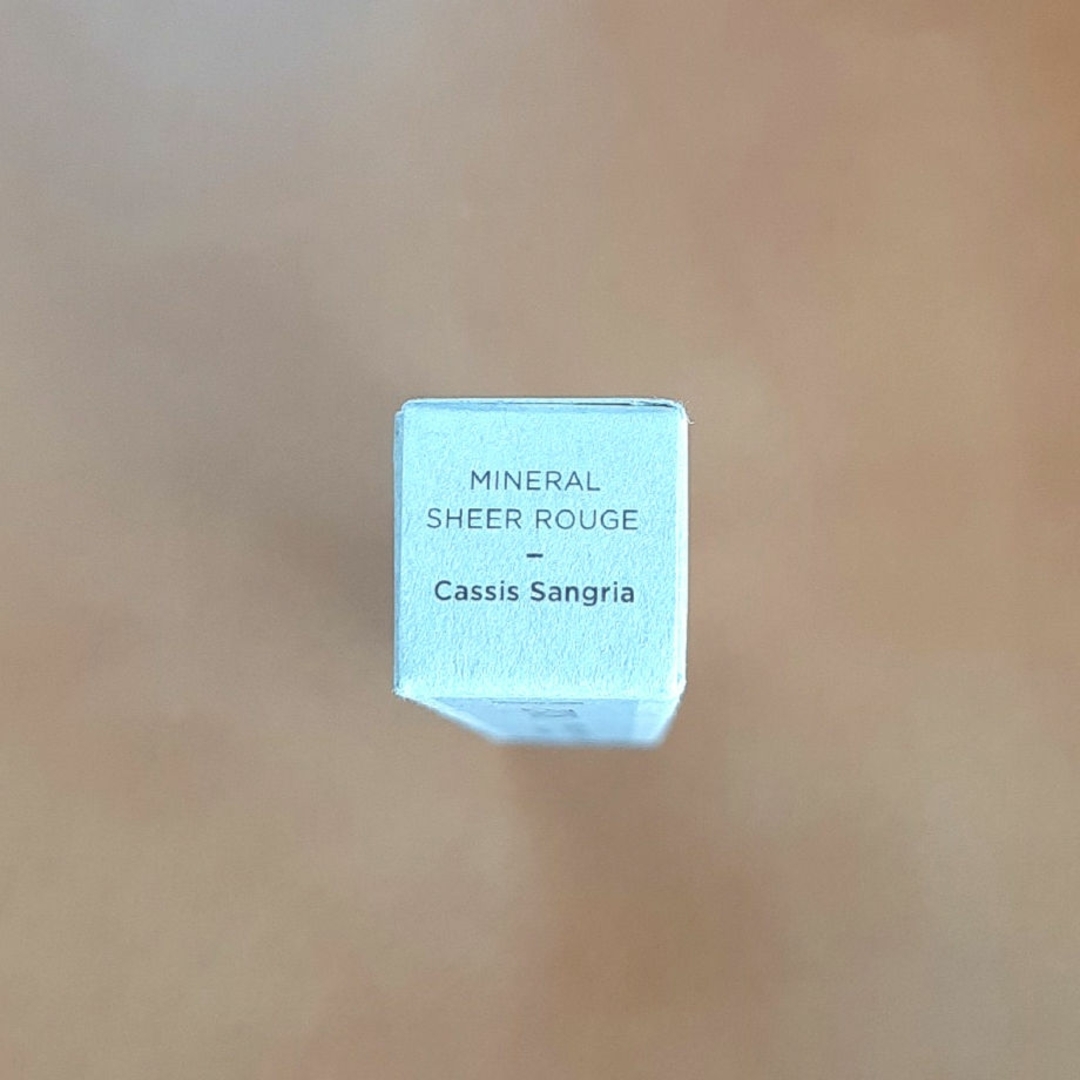 MINERAL
SHEER ROUGE
–
Cassis Sangria